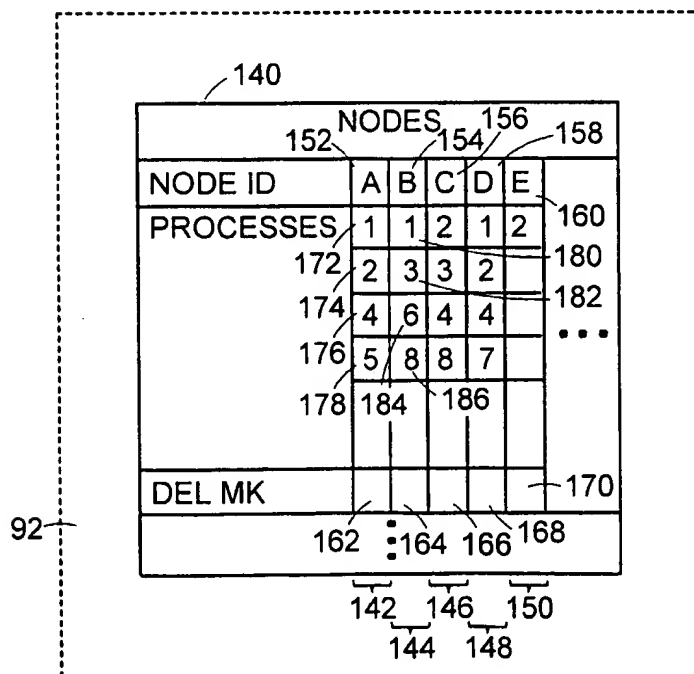 140
NODES
152 154 156 158
NODE ID A B C D E
160
PROCESSES 1 1 2 1 2
172 180
2 3 3 2
174 182
4 6 4 4
176
5 8 8 7
178 184 186
DEL MK 170
92 162 164 166 168
142 146 150
144 148